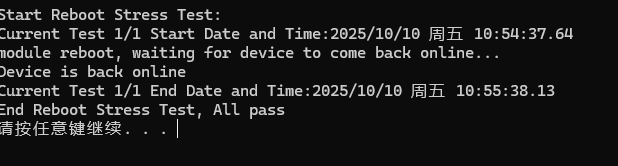 Start Reboot Stress Test:
Current Test 1/1 Start Date and Time:2025/10/10 周五 10:54:37.64
module reboot, waiting for device to come back online...
Device is back online
Current Test 1/1 End Date and Time:2025/10/10 周五 10:55:38.13
End Reboot Stress Test, All pass
请按任意键继续. . .